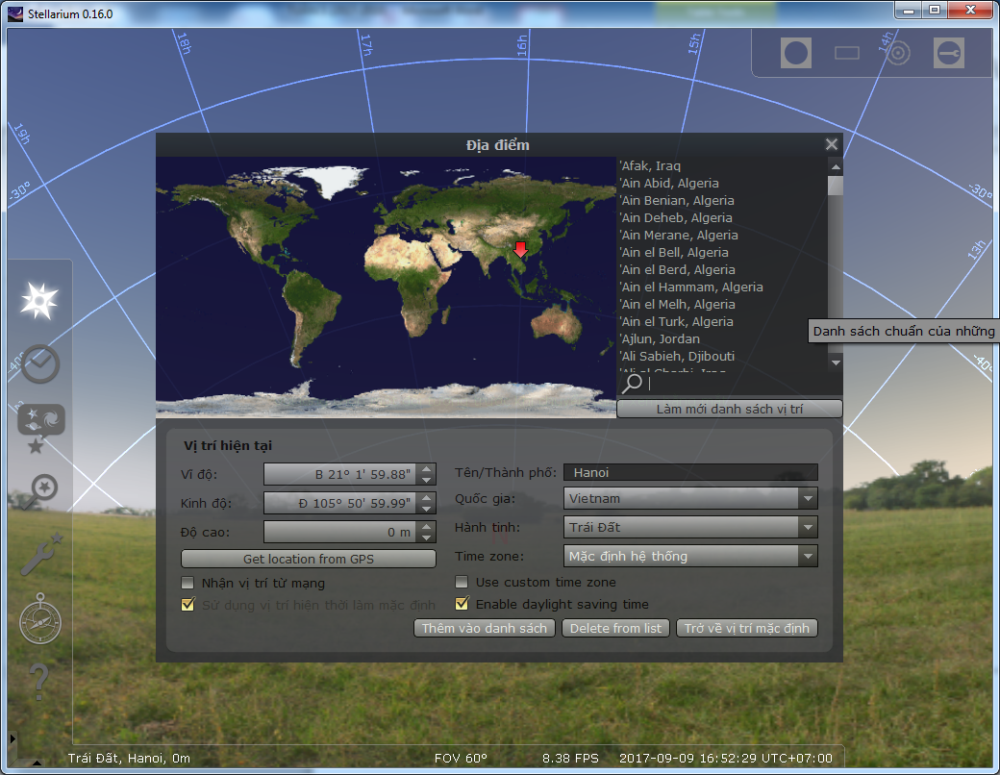 Stellarium 0.16.0
18h
17h
16h
15h
14h
19h
-30°
-30°
13h
-40°
-40°
Địa điểm
'Afak, Iraq
'Ain Abid, Algeria
'Ain Benian, Algeria
'Ain Deheb, Algeria
'Ain Merane, Algeria
'Ain el Bell, Algeria
'Ain el Berd, Algeria
'Ain el Hammam, Algeria
'Ain el Melh, Algeria
'Ain el Turk, Algeria
'Ajlun, Jordan
'Ali Sabieh, Djibouti
Danh sách chuẩn của những
Làm mới danh sách vị trí
Vị trí hiện tại
Vĩ độ:
B 21° 1' 59.88"
Kinh độ:
Đ 105° 50' 59.99"
Độ cao:
0 m
Get location from GPS
Nhận vị trí từ mạng
Sử dụng vị trí hiện thời làm mặc định
Tên/Thành phố:
Hanoi
Quốc gia:
Vietnam
Hành tinh:
Trái Đất
Time zone:
Mặc định hệ thống
Use custom time zone
Enable daylight saving time
Thêm vào danh sách
Delete from list
Trở về vị trí mặc định
Trái Đất, Hanoi, 0m
FOV 60°
8.38 FPS
2017-09-09 16:52:29 UTC+07:00